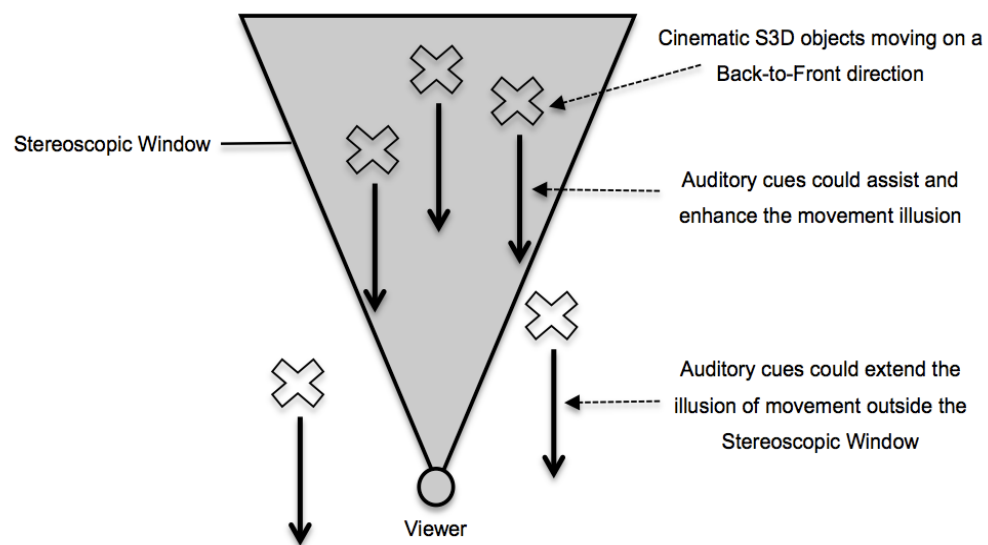 Cinematic S3D objects moving on a
Back-to-Front direction
Stereoscopic Window
Auditory cues could assist and
enhance the movement illusion
Auditory cues could extend the
illusion of movement outside the
Stereoscopic Window
Viewer